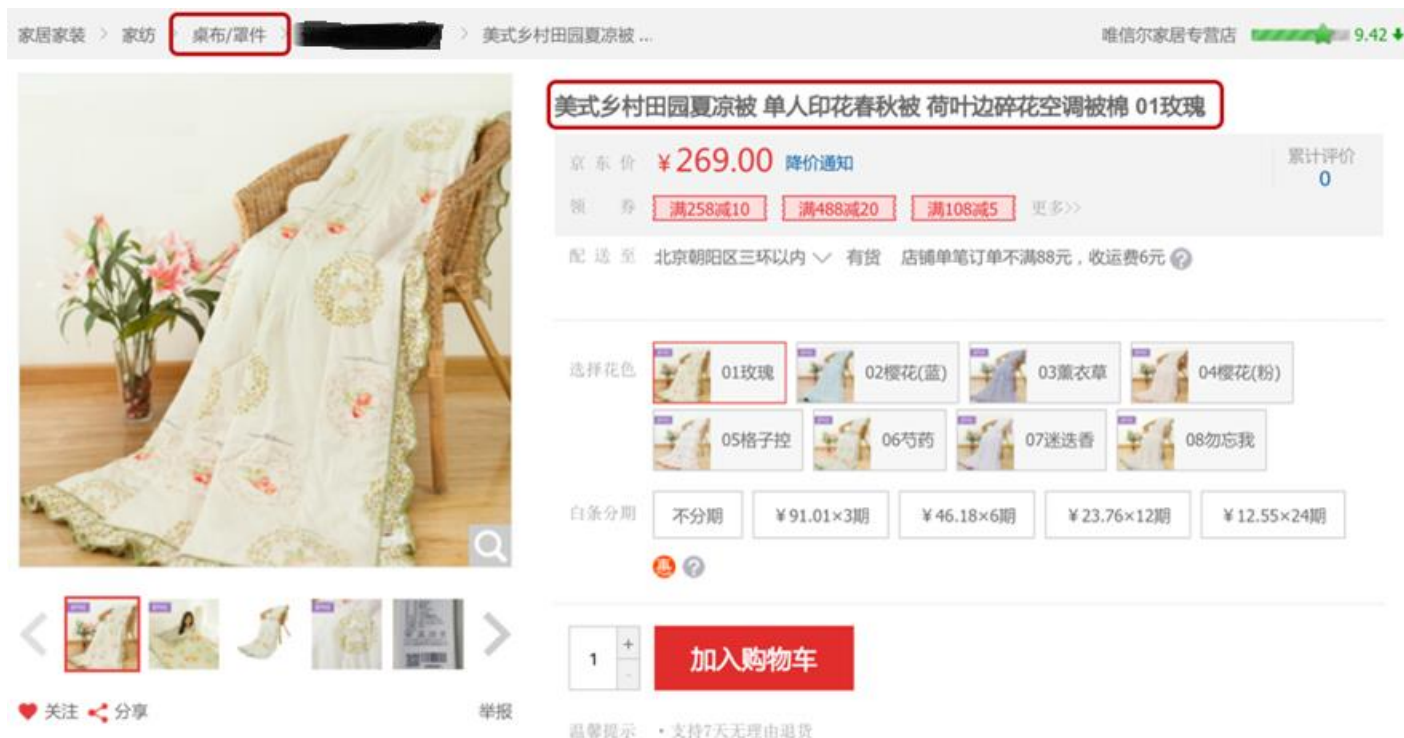 家居家装 > 家纺 > 桌布/罩件 > > 美式乡村田园夏凉被 ...
唯信尔家居专营店 9.42
美式乡村田园夏凉被 单人印花春秋被 荷叶边碎花空调被棉 01玫瑰
京东价 ￥269.00 降价通知
累计评价
0
领券 满258减10 满488减20 满108减5 更多>>
配送至 北京朝阳区三环以内 有货 店铺单笔订单不满88元，收运费6元 ?
选择花色 01玫瑰 02樱花(蓝) 03薰衣草 04樱花(粉)
05格子控 06芍药 07迷迭香 08勿忘我
白条分期 不分期 ￥91.01×3期 ￥46.18×6期 ￥23.76×12期 ￥12.55×24期
惠 ?
1 + - 加入购物车
关注 分享 举报
温馨提示 ·支持7天无理由退货